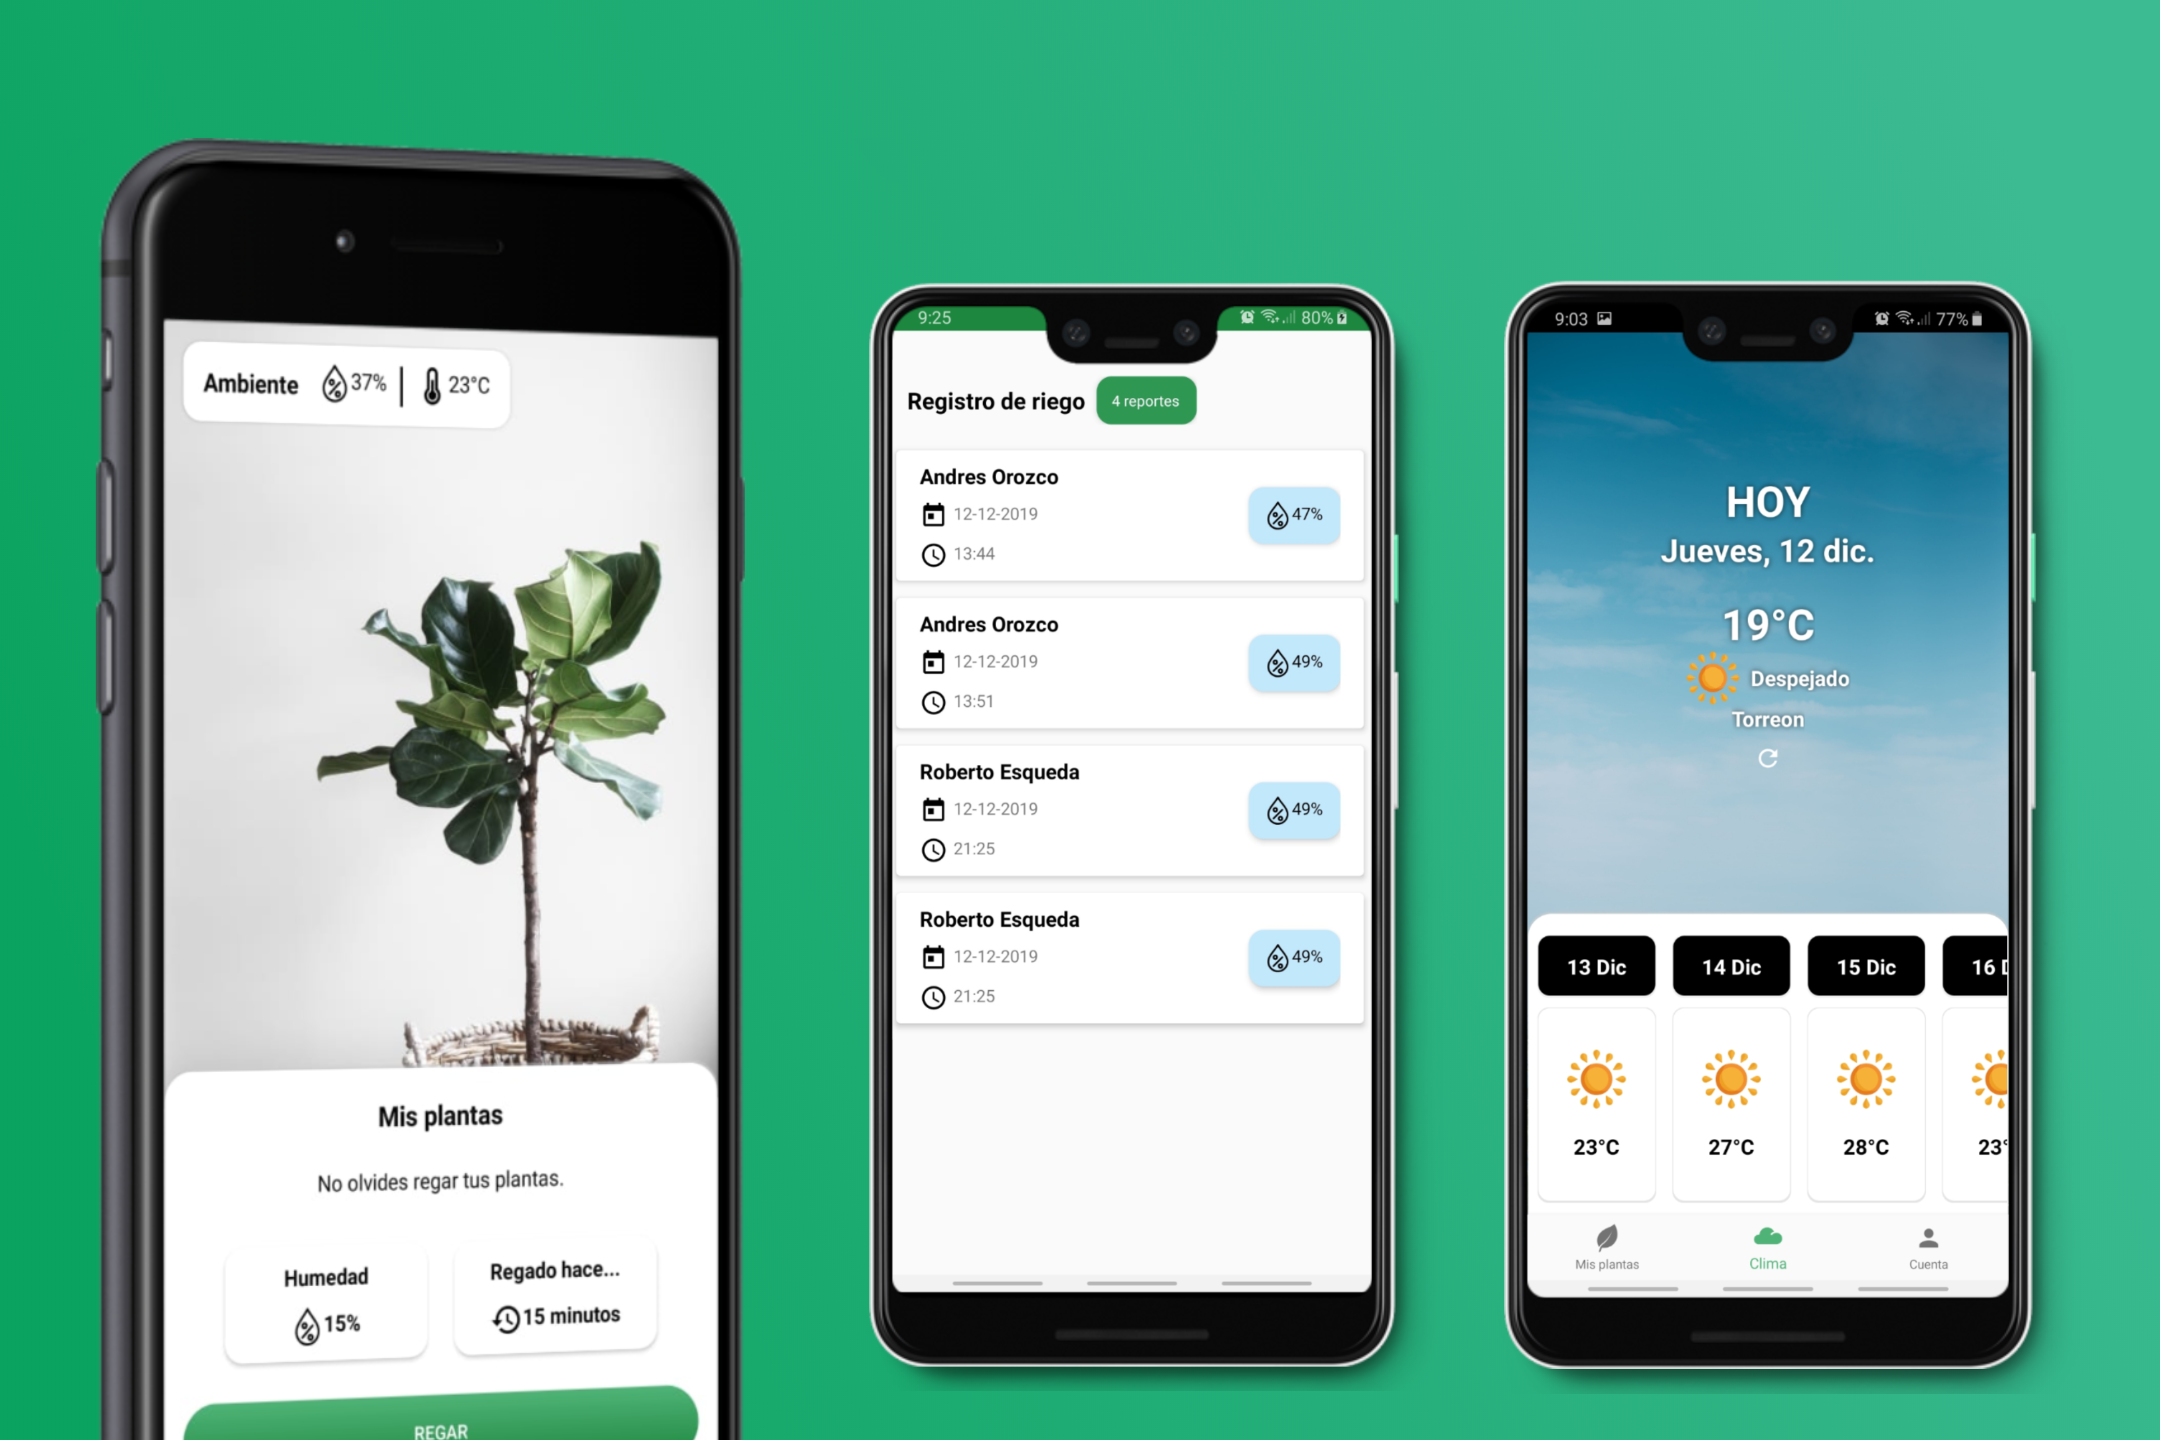 Ambiente 37% 23°C
Mis plantas
No olvides regar tus plantas.
Humedad
15%
Regado hace...
15 minutos
REGAR
9:25 80%
Registro de riego 4 reportes
Andres Orozco
12-12-2019
47%
13:44
Andres Orozco
12-12-2019
49%
13:51
Roberto Esqueda
12-12-2019
49%
21:25
Roberto Esqueda
12-12-2019
49%
21:25
9:03 77%
HOY
Jueves, 12 dic.
19°C
Despejado
Torreon
13 Dic 14 Dic 15 Dic 16 D
23°C 27°C 28°C 23°
Mis plantas Clima Cuenta